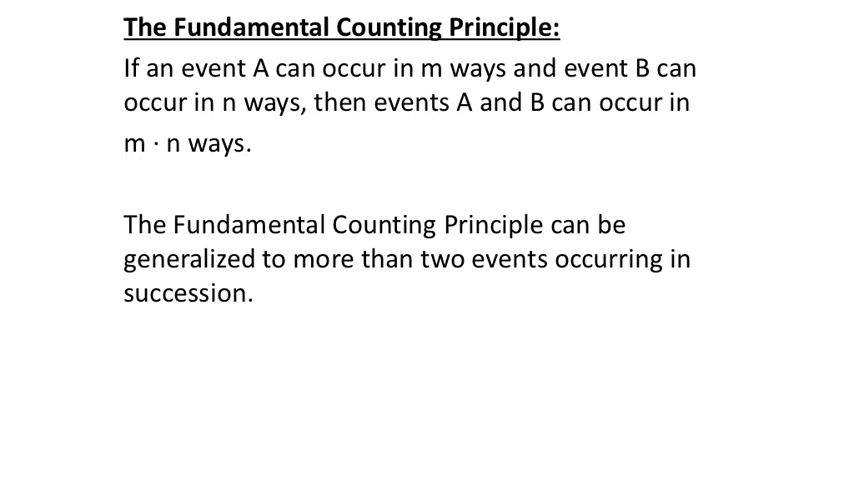 The Fundamental Counting Principle:
If an event A can occur in m ways and event B can
occur in n ways, then events A and B can occur in
m · n ways.
The Fundamental Counting Principle can be
generalized to more than two events occurring in
succession.